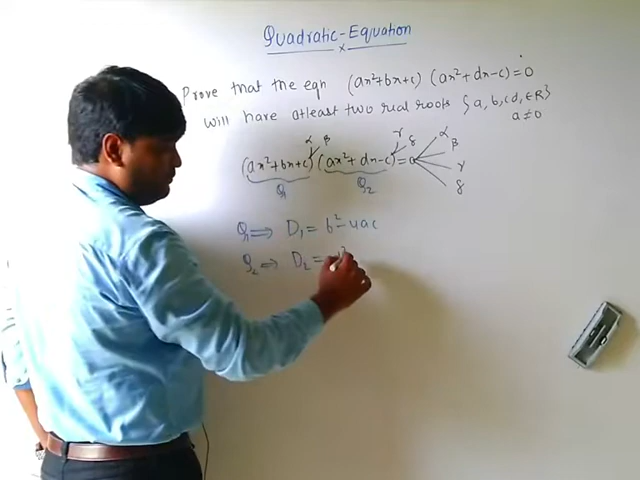 Quadratic-Equation
Prove that the eqn (ax²+bx+c) (ax²+dx-c)=0
will have atleast two real roots {a, b, c d, ∈R}
a≠0
α β γ δ
(ax²+bx+c) (ax²+dx-c)=0 α β γ δ
Q₁ Q₂
Q₁⇒ D₁= b²-4ac
Q₂⇒ D₂=